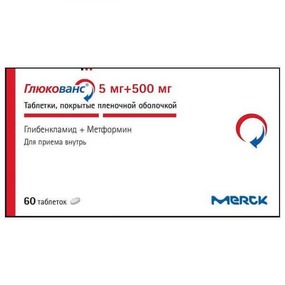 Глюкованс® 5 мг+500 мг
Таблетки, покрытые пленочной оболочкой
Глибенкламид + Метформин
Для приема внутрь
60 таблеток
MERCK